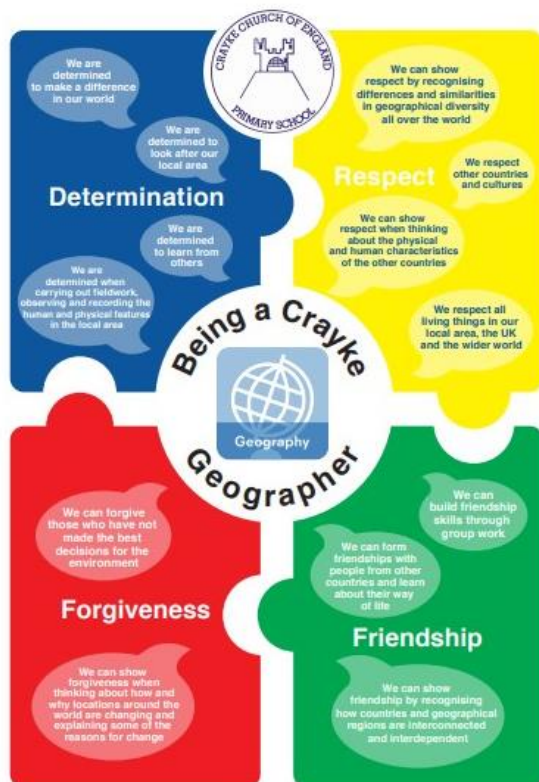 CRAYKE CHURCH OF ENGLAND
PRIMARY SCHOOL
We are
determined
to make a difference
in our world
We are
determined to
look after our
local area
Determination
We are
determined
to learn from
others
We are
determined when
carrying out fieldwork,
observing and recording the
human and physical features
in the local area
We can show
respect by recognising
differences and similarities
in geographical diversity
all over the world
Respect
We respect
other countries
and cultures
We can show
respect when thinking
about the physical
and human characteristics
of the other countries
We respect all
living things in our
local area, the UK
and the wider world
Being a Crayke
Geography
Geographer
We can forgive
those who have not
made the best
decisions for the
environment
Forgiveness
We can show
forgiveness when
thinking about how and
why locations around the
world are changing and
explaining some of the
reasons for change
We can
build friendship
skills through
group work
We can form
friendships with
people from other
countries and learn
about their way
of life
Friendship
We can show
friendship by recognising
how countries and geographical
regions are interconnected
and interdependent